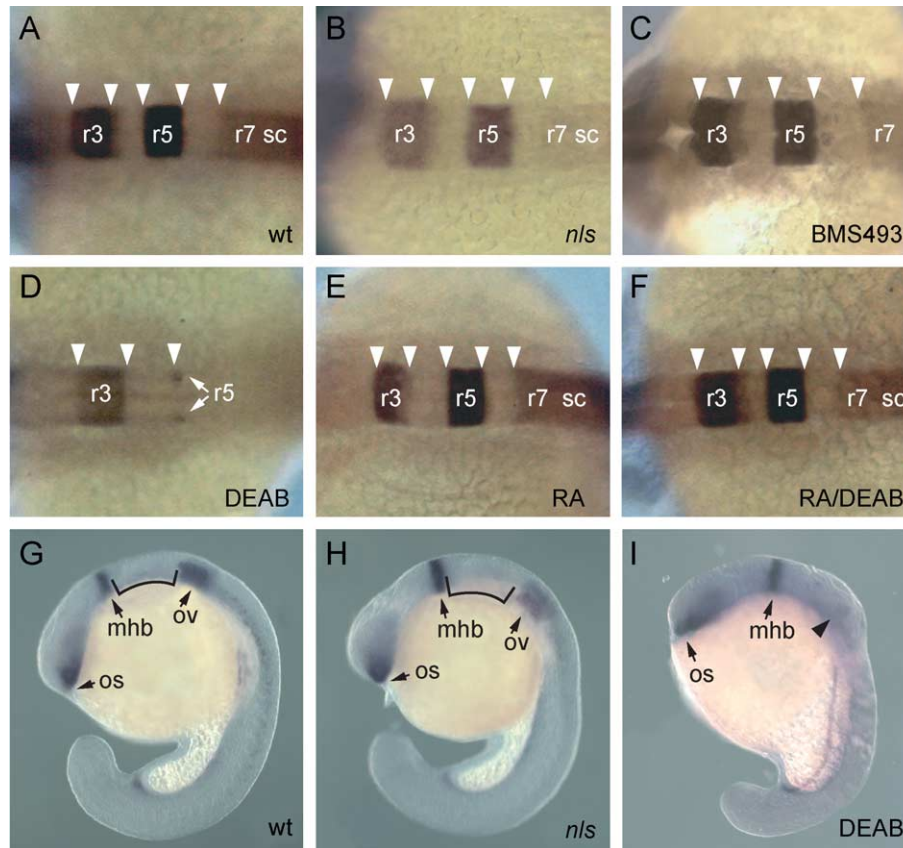 A
r3
r5
r7 sc
wt
B
r3
r5
r7 sc
nls
C
r3
r5
r7
BMS493
D
r3
r5
DEAB
E
r3
r5
r7 sc
RA
F
r3
r5
r7 sc
RA/DEAB
G
mhb
ov
os
wt
H
mhb
ov
os
nls
I
mhb
os
DEAB